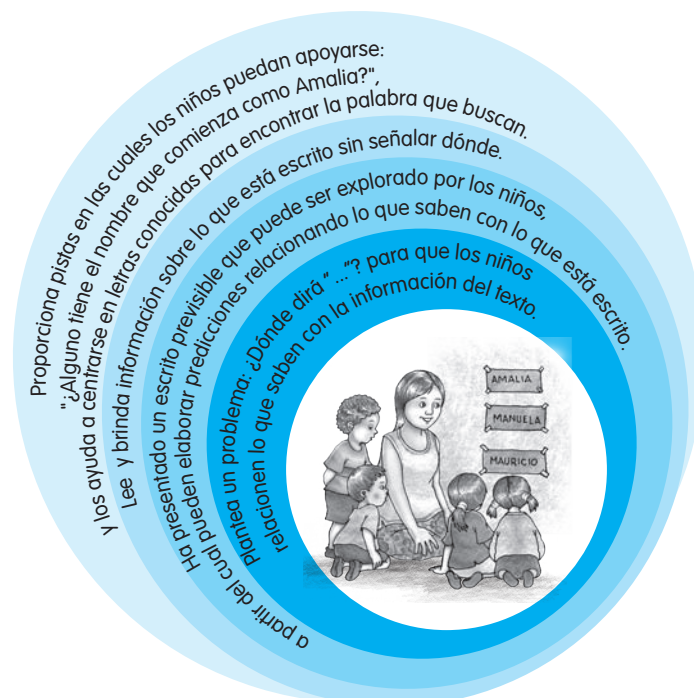 Proporciona pistas en las cuales los niños puedan apoyarse:
"¿Alguno tiene el nombre que comienza como Amalia?",
y los ayuda a centrarse en letras conocidas para encontrar la palabra que buscan.
Lee y brinda información sobre lo que está escrito sin señalar dónde.
Ha presentado un escrito previsible que puede ser explorado por los niños,
a partir del cual pueden elaborar predicciones relacionando lo que saben con lo que está escrito.
Plantea un problema: ¿Dónde dirá "..."? para que los niños
relacionen lo que saben con la información del texto.
AMALIA
MANUELA
MAURICIO